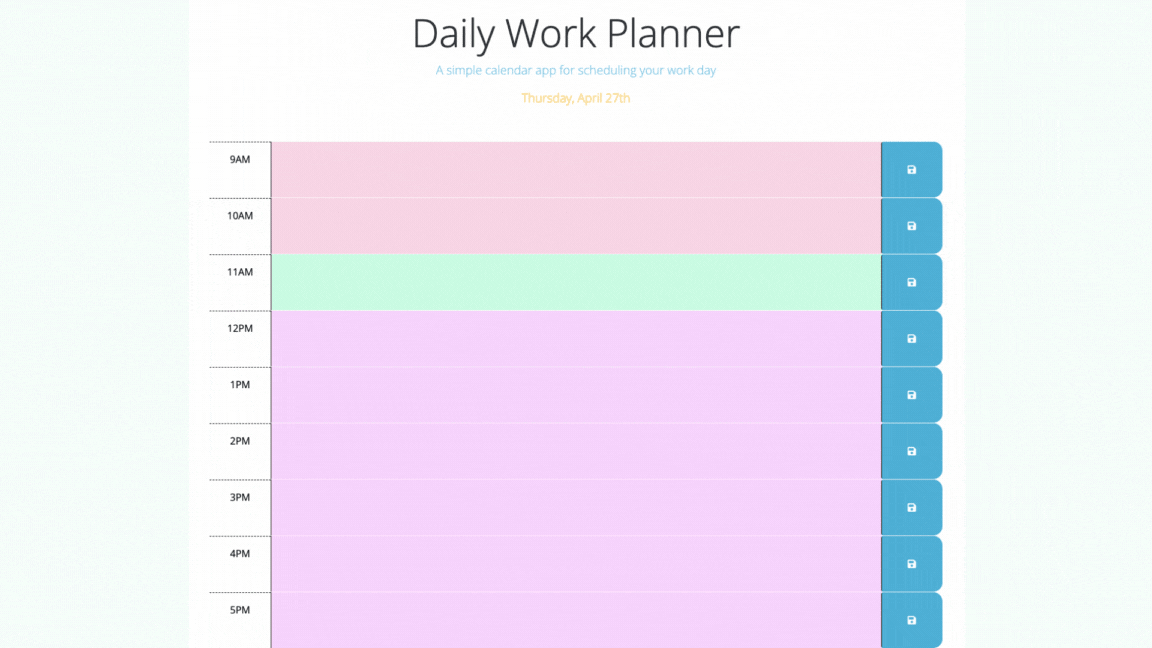 Daily Work Planner
A simple calendar app for scheduling your work day
Thursday, April 27th
9AM
10AM
11AM
12PM
1PM
2PM
3PM
4PM
5PM